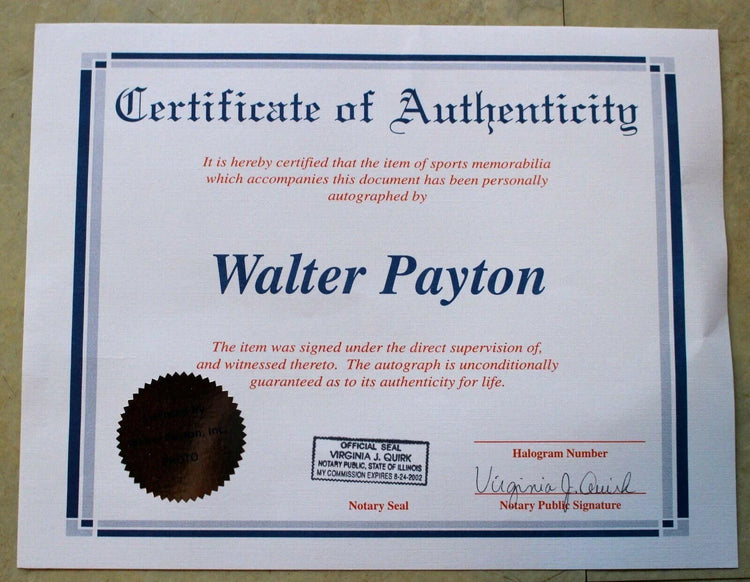 Certificate of Authenticity
It is hereby certified that the item of sports memorabilia
which accompanies this document has been personally
autographed by
Walter Payton
The item was signed under the direct supervision of,
and witnessed thereto. The autograph is unconditionally
guaranteed as to its authenticity for life.
Payton, Inc.
OFFICIAL SEAL
VIRGINIA J. QUIRK
NOTARY PUBLIC, STATE OF ILLINOIS
MY COMMISSION EXPIRES 8-24-2002
Notary Seal
Halogram Number
Virginia J. Quirk
Notary Public Signature